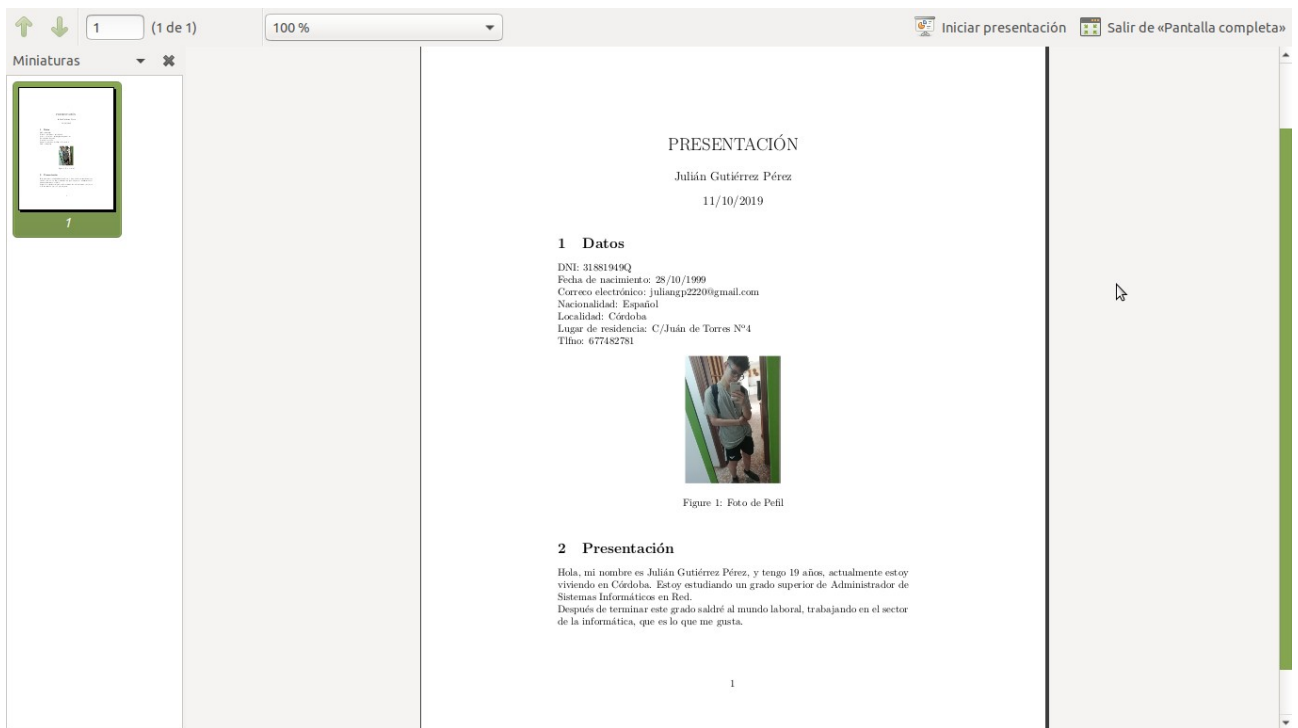 1
(1 de 1)
100 %
Iniciar presentación
Salir de «Pantalla completa»
Miniaturas
1
PRESENTACIÓN
Julián Gutiérrez Pérez
11/10/2019
1 Datos
DNI: 31881949Q
Fecha de nacimiento: 28/10/1999
Correco electrónico: juliangp2220@gmail.com
Nacionalidad: Español
Localidad: Córdoba
Lugar de residencia: C/Juán de Torres Nº4
Tlfno: 677482781
Figure 1: Foto de Pefil
2 Presentación
Hola, mi nombre es Julián Gutiérrez Pérez, y tengo 19 años, actualmente estoy
viviendo en Córdoba. Estoy estudiando un grado superior de Administrador de
Sistemas Informáticos en Red.
Después de terminar este grado saldré al mundo laboral, trabajando en el sector
de la informática, que es lo que me gusta.
1